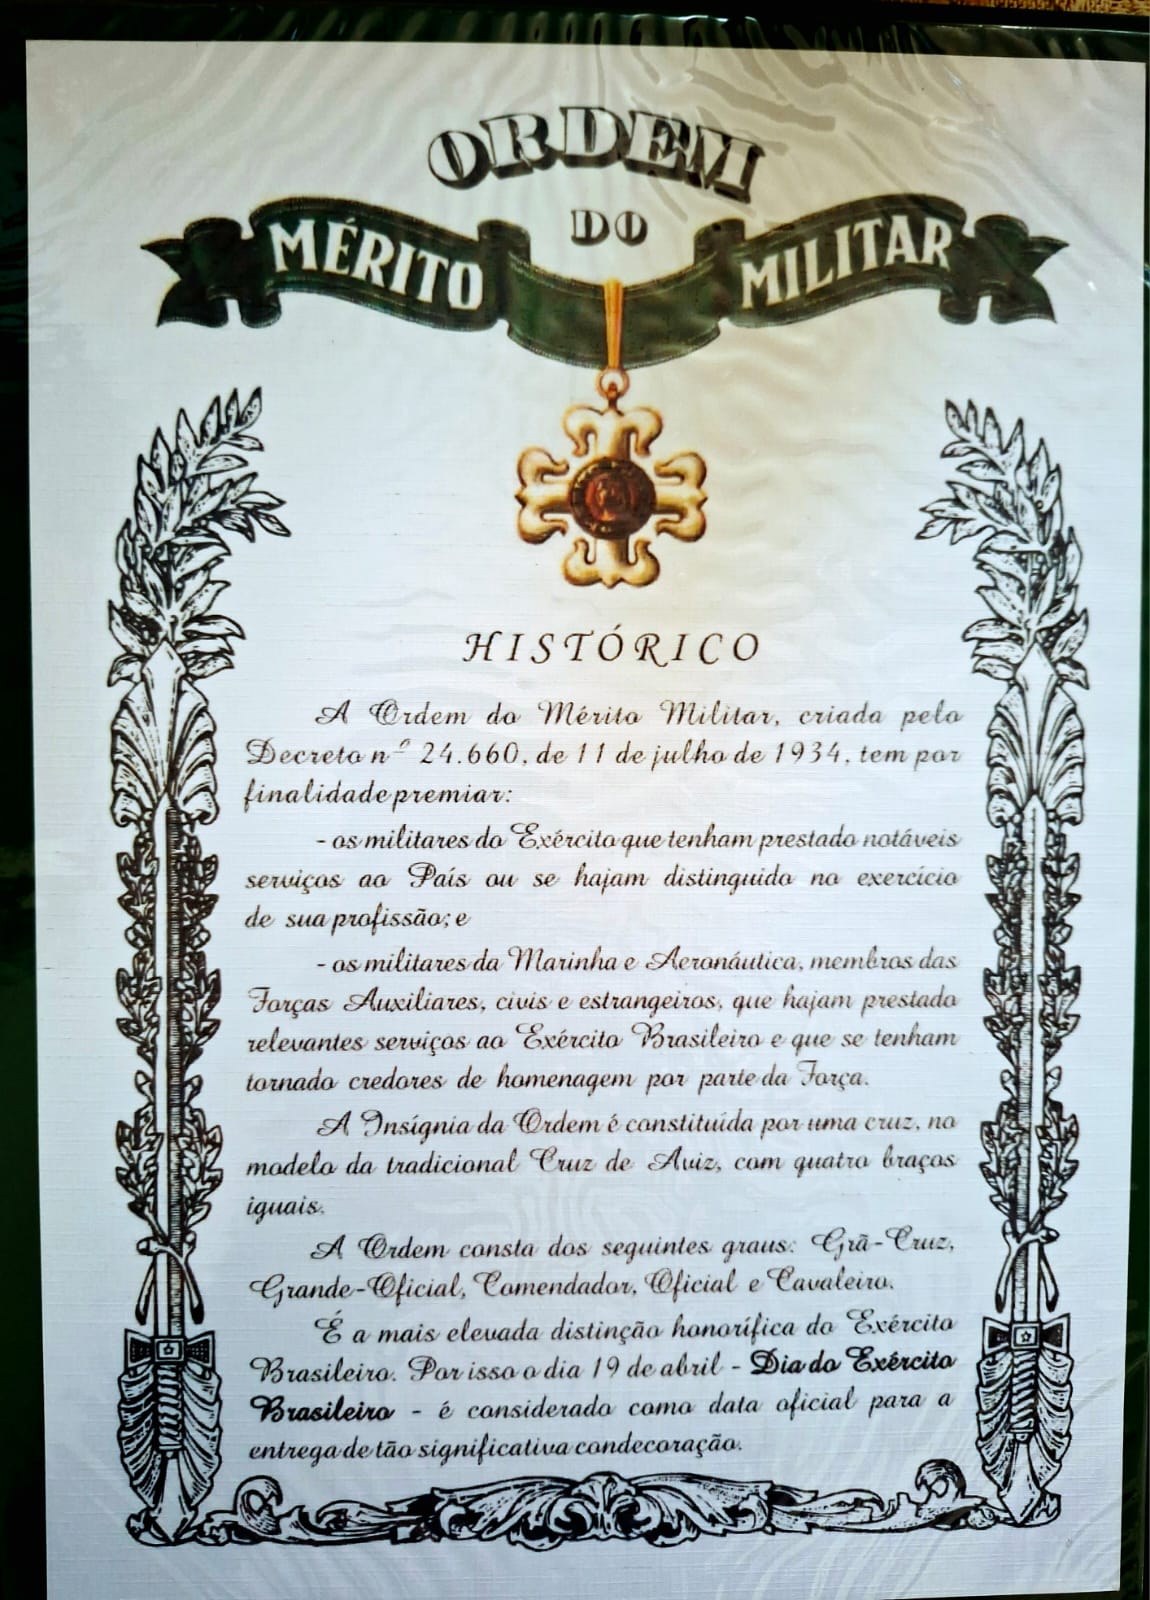 ORDEM
DO
MÉRITO MILITAR
HISTÓRICO
A Ordem do Mérito Militar, criada pelo
Decreto nº 24.660, de 11 de julho de 1934, tem por
finalidade premiar:
- os militares do Exército que tenham prestado notáveis
serviços ao País ou se hajam distinguido no exercício
de sua profissão; e
- os militares da Marinha e Aeronáutica, membros das
Forças Auxiliares, civis e estrangeiros, que hajam prestado
relevantes serviços ao Exército Brasileiro e que se tenham
tornado credores de homenagem por parte da Força.
A Insígnia da Ordem é constituída por uma cruz, no
modelo da tradicional Cruz de Aviz, com quatro braços
iguais.
A Ordem consta dos seguintes graus: Grã-Cruz,
Grande-Oficial, Comendador, Oficial e Cavaleiro.
É a mais elevada distinção honorífica do Exército
Brasileiro. Por isso o dia 19 de abril - Dia do Exército
Brasileiro - é considerado como data oficial para a
entrega de tão significativa condecoração.